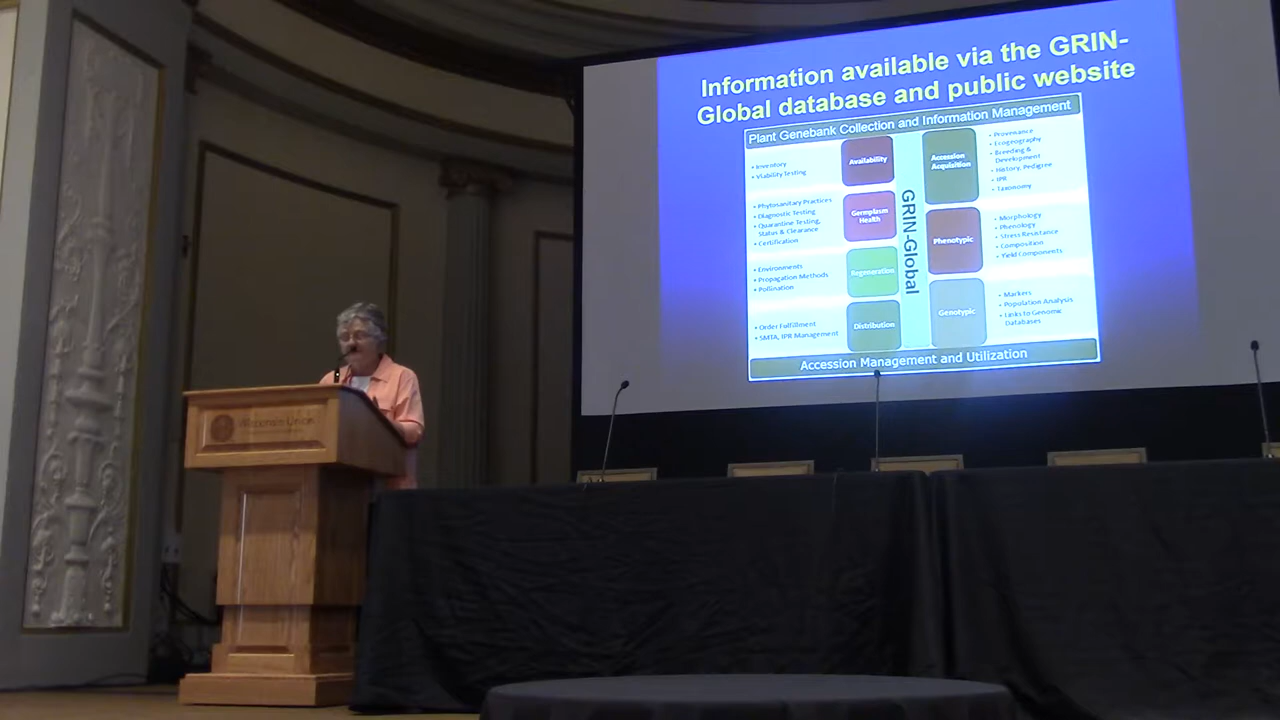 Information available via the GRIN-
Global database and public website
Plant Genebank Collection and Information Management
• Inventory
• Viability Testing
Availability
• Phytosanitary Practices
• Diagnostic Testing
• Quarantine Testing,
Status & Clearance
• Certification
Germplasm
Health
• Environments
• Propagation Methods
• Pollination
Regeneration
• Order Fulfillment
• SMTA, IPR Management
Distribution
GRIN-Global
Accession
Acquisition
• Provenance
• Ecogeography
• Breeding &
Development
• History, Pedigree
• IPR
• Taxonomy
Phenotypic
• Morphology
• Phenology
• Stress Resistance
• Composition
• Yield Components
Genotypic
• Markers
• Population Analysis
• Links to Genomic
Databases
Accession Management and Utilization
Wisconsin Union